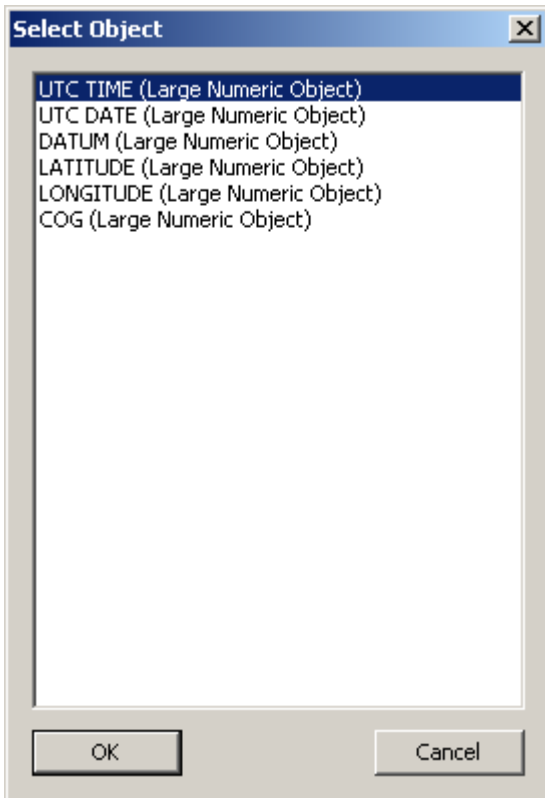 Select Object
UTC TIME (Large Numeric Object)
UTC DATE (Large Numeric Object)
DATUM (Large Numeric Object)
LATITUDE (Large Numeric Object)
LONGITUDE (Large Numeric Object)
COG (Large Numeric Object)
OK
Cancel